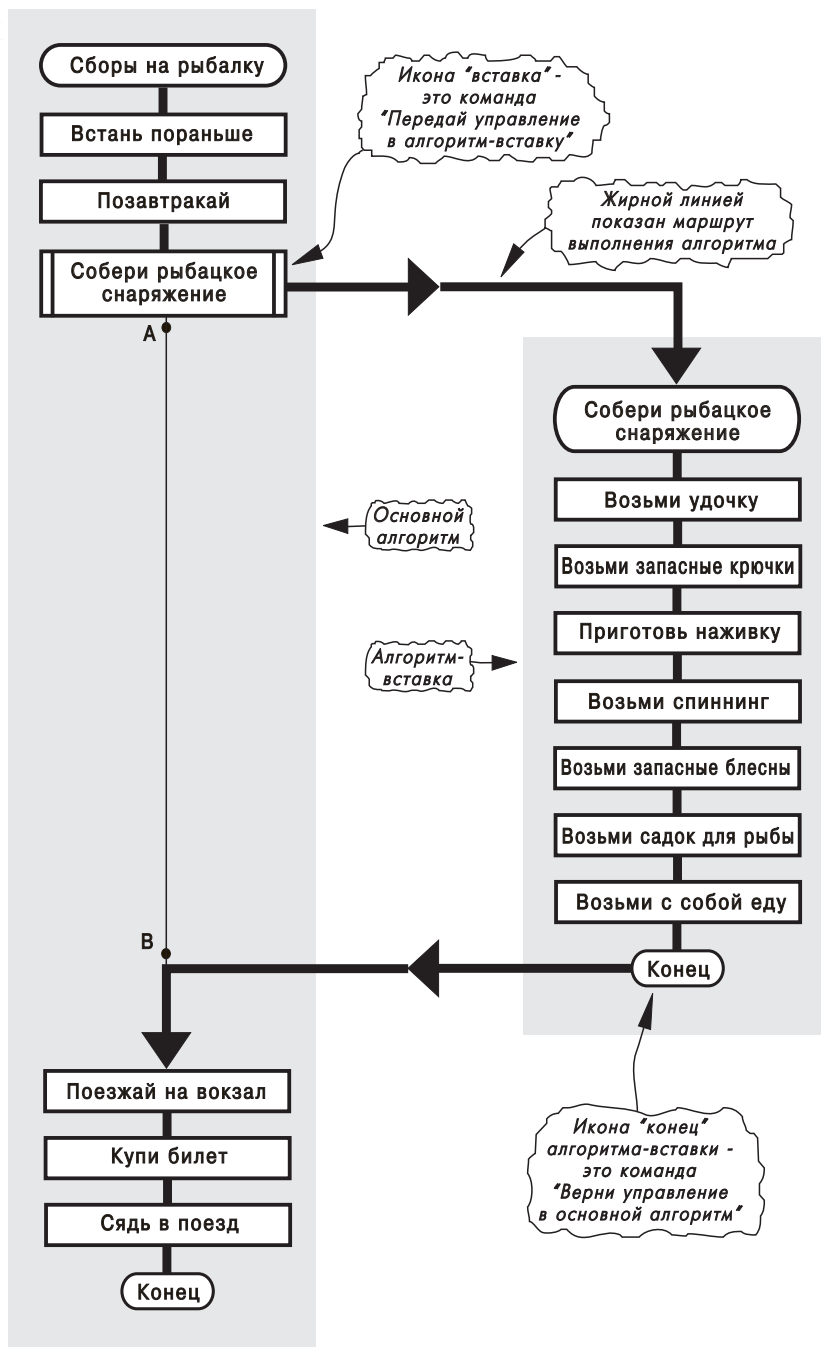 Сборы на рыбалку
Встань пораньше
Позавтракай
Собери рыбацкое
снаряжение
A
Икона "вставка" -
это команда
"Передай управление
в алгоритм-вставку"
Жирной линией
показан маршрут
выполнения алгоритма
Собери рыбацкое
снаряжение
Возьми удочку
Возьми запасные крючки
Приготовь наживку
Возьми спиннинг
Возьми запасные блесны
Возьми садок для рыбы
Возьми с собой еду
Конец
Основной
алгоритм
Алгоритм-
вставка
B
Поезжай на вокзал
Купи билет
Сядь в поезд
Конец
Икона "конец"
алгоритма-вставки -
это команда
"Верни управление
в основной алгоритм"